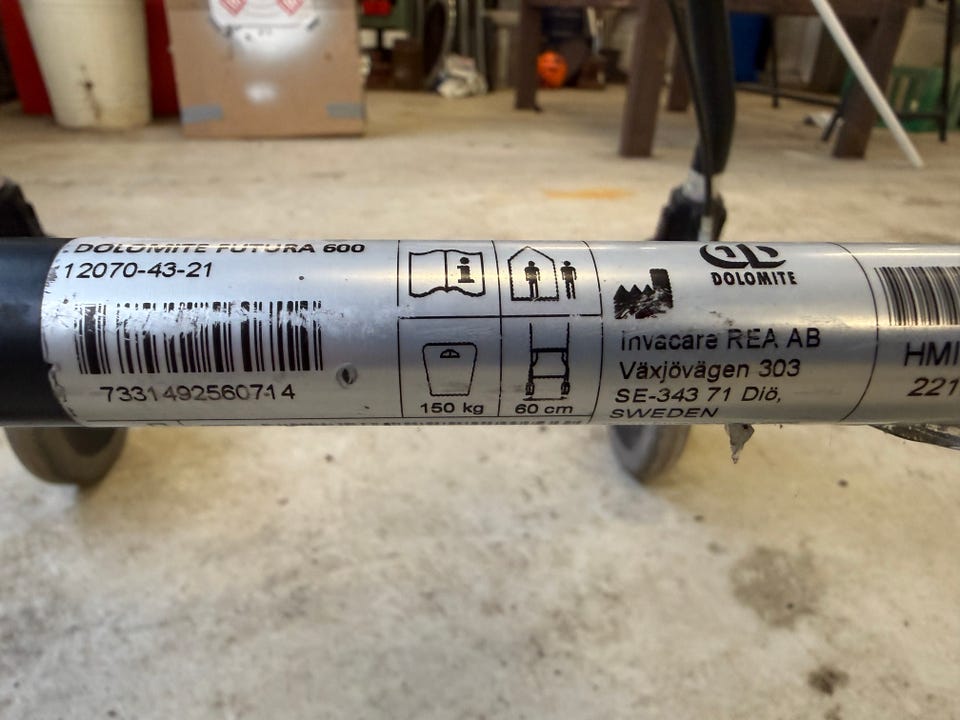 DOLOMITE FUTURA 600
12070-43-21
7331492560714
150 kg
60 cm
DOLOMITE
Invacare REA AB
Växjövägen 303
SE-343 71 Diö,
SWEDEN
HMI
221